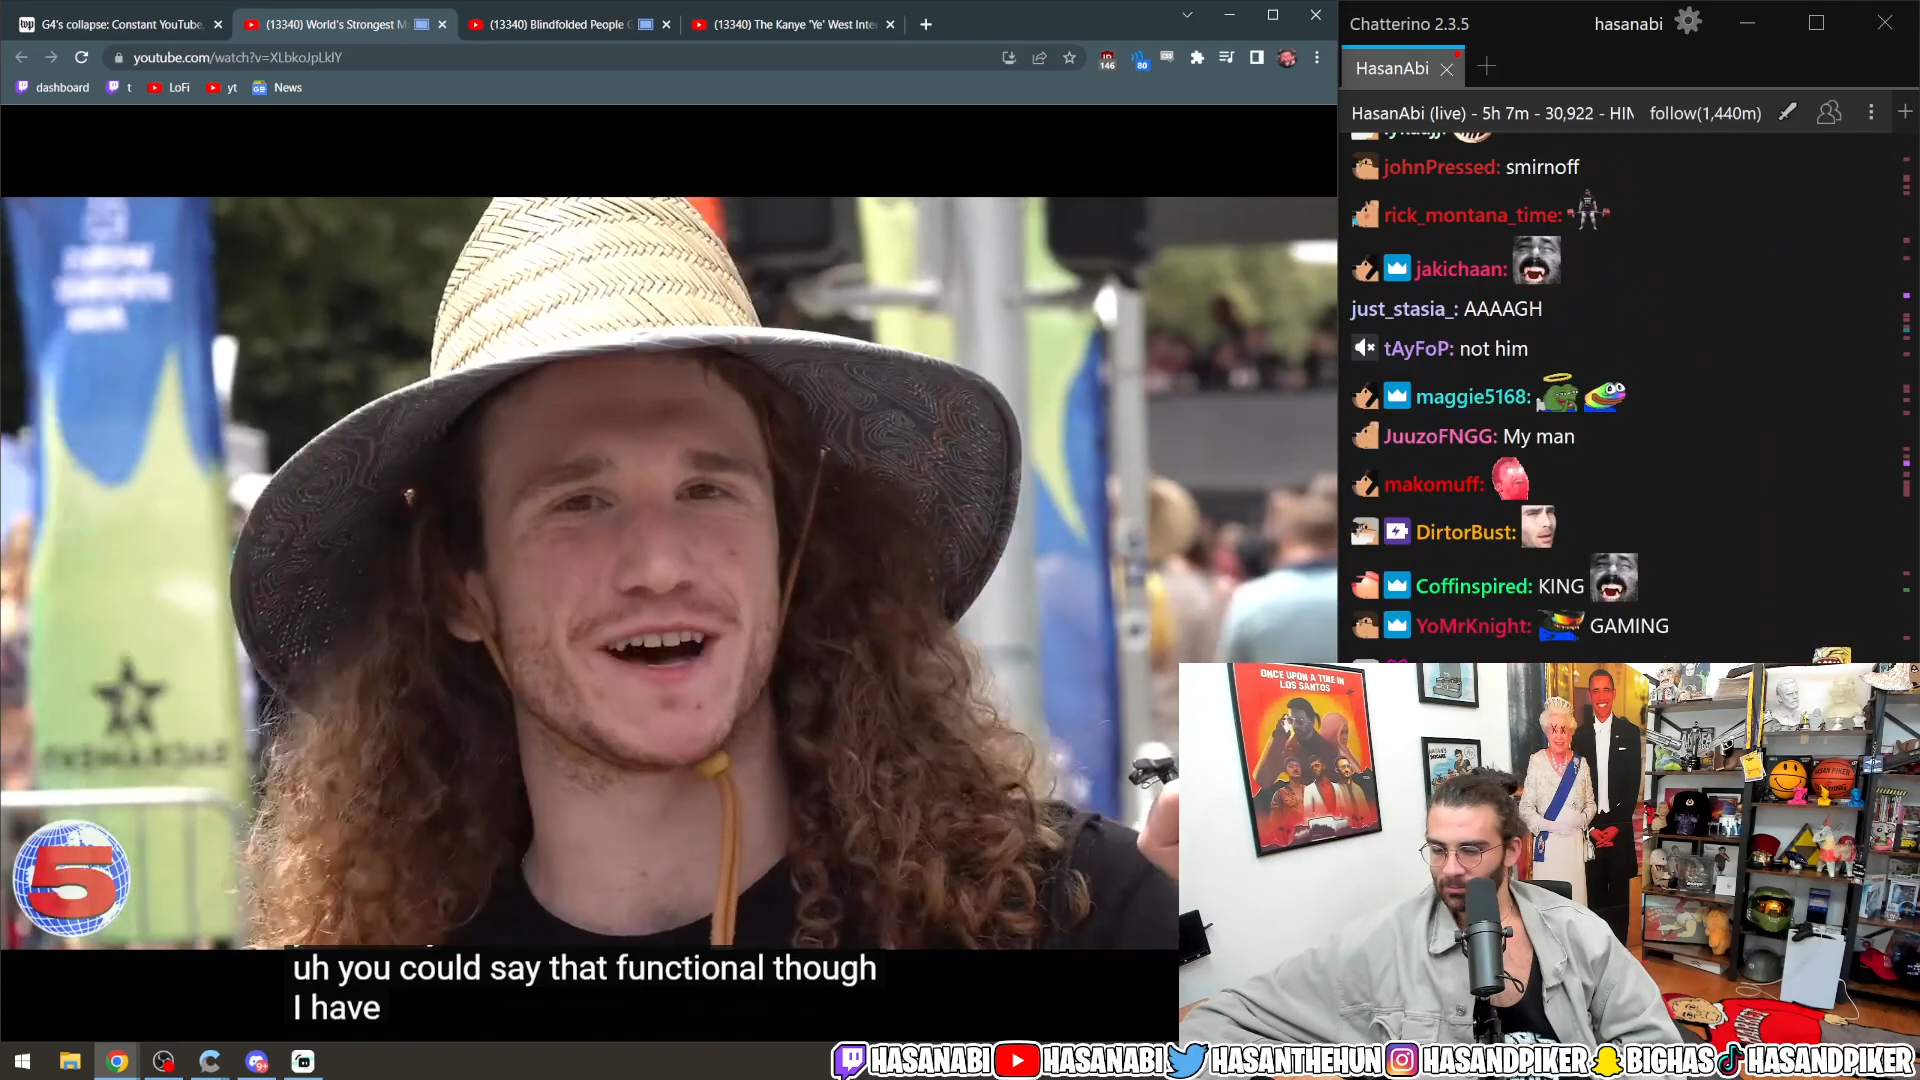 G4's collapse: Constant YouTube,
(13340) World's Strongest M
(13340) Blindfolded People G
(13340) The Kanye 'Ye' West Inte
Chatterino 2.3.5
hasanabi
youtube.com/watch?v=XLbkoJpLkIY
146
80
HasanAbi
dashboard
t
LoFi
yt
News
HasanAbi (live) - 5h 7m - 30,922 - HIM
follow(1,440m)
johnPressed: smirnoff
rick_montana_time:
jakichaan:
just_stasia_: AAAAGH
tAyFoP: not him
maggie5168:
JuuzoFNGG: My man
makomuff:
DirtorBust:
Coffinspired: KING
YoMrKnight: GAMING
ONCE UPON A TIME IN
LOS SANTOS
5
uh you could say that functional though
I have
HASANABI
HASANABI
HASANTHEHUN
HASANDPIKER
BIGHAS
HASANDPIKER